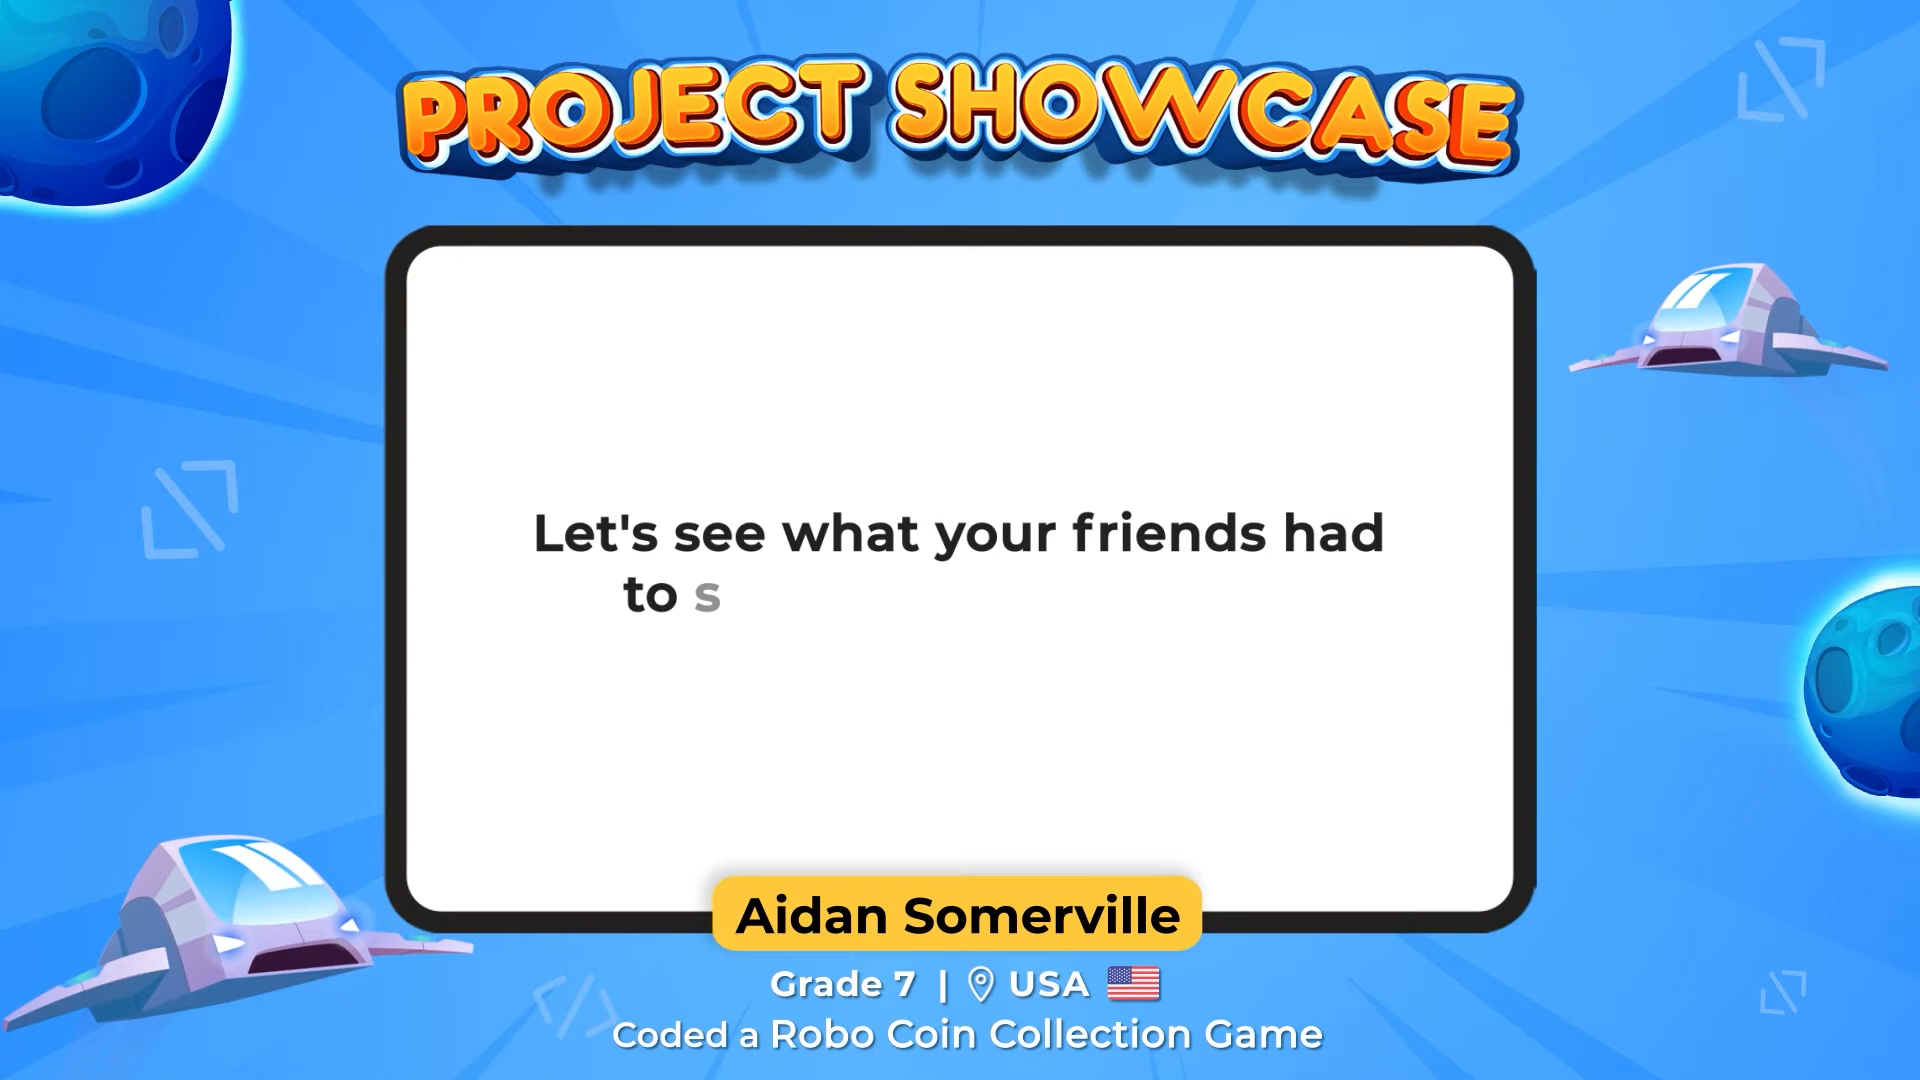 PROJECT SHOWCASE
Let's see what your friends had
to s
Aidan Somerville
Grade 7 | USA
Coded a Robo Coin Collection Game